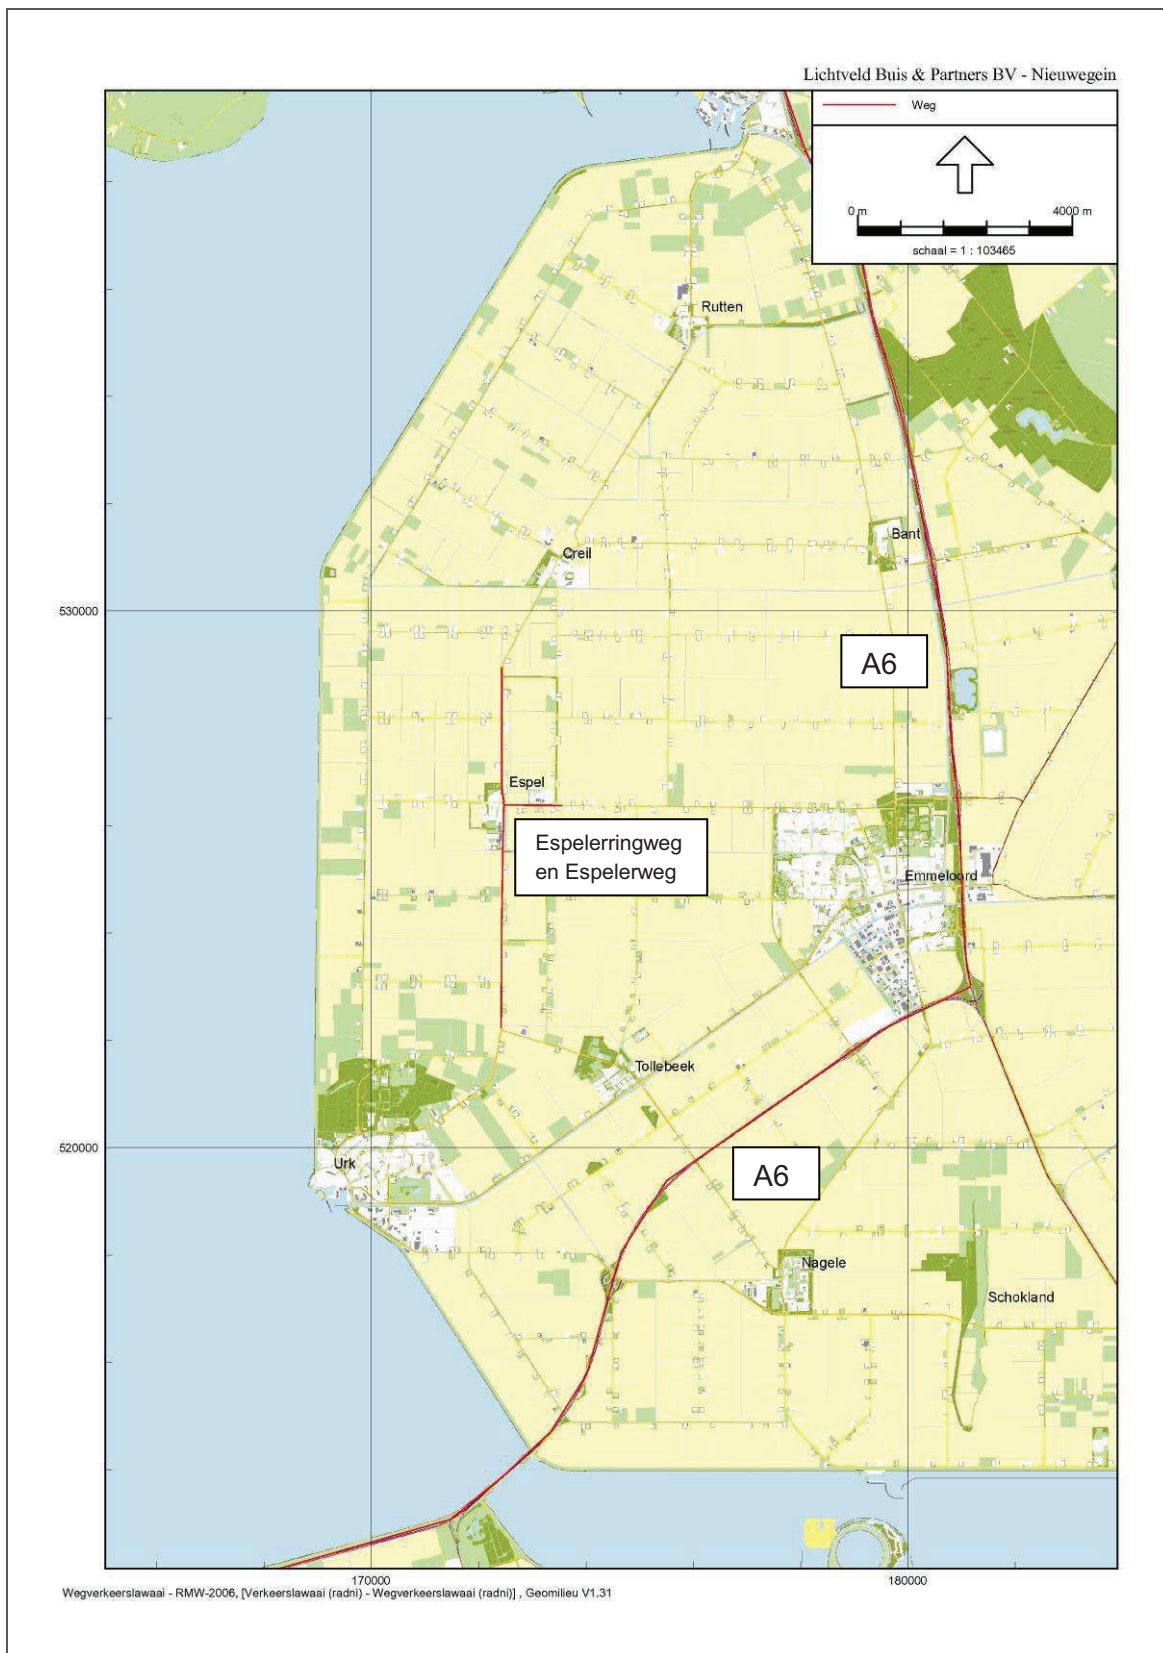 Lichtveld Buis & Partners BV - Nieuwegein
Weg
0 m 4000 m
schaal = 1 : 103465
Rutten
Bant
Creil
530000
A6
Espel
Espelerringweg
en Espelerweg
Emmeloord
Tollebeek
520000
Urk
A6
Nagele
Schokland
170000 180000
Wegverkeerslawaai - RMW-2006, [Verkeerslawaai (radni) - Wegverkeerslawaai (radni)] , Geomilieu V1.31